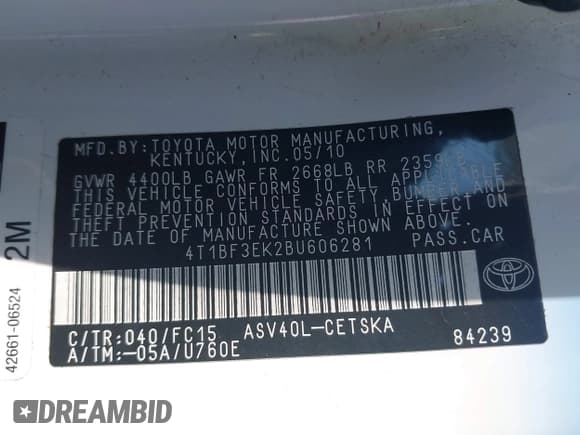 MFD.BY:TOYOTA MOTOR MANUFACTURING,
KENTUCKY, INC. 05/10
GVWR 4400LB GAWR FR 2668LB RR 2359LB
THIS VEHICLE CONFORMS TO ALL APPLICABLE
FEDERAL MOTOR VEHICLE SAFETY, BUMPER AND
THEFT PREVENTION STANDARDS IN EFFECT ON THE
DATE OF MANUFACTURE SHOWN ABOVE.
4T1BF3EK2BU606281 PASS.CAR
C/TR:040/FC15 ASV40L-CETSKA
A/TM:-05A/U760E 84239
42661-06524
2M
DREAMBID